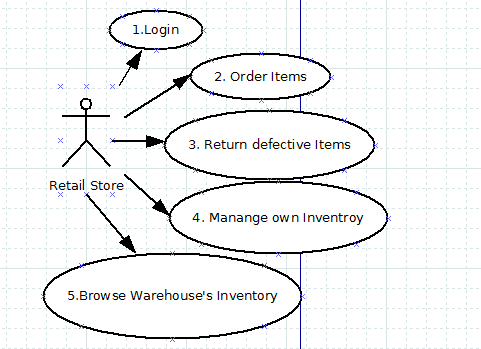 1.Login
2. Order Items
3. Return defective Items
Retail Store
4. Manange own Inventroy
5.Browse Warehouse's Inventory